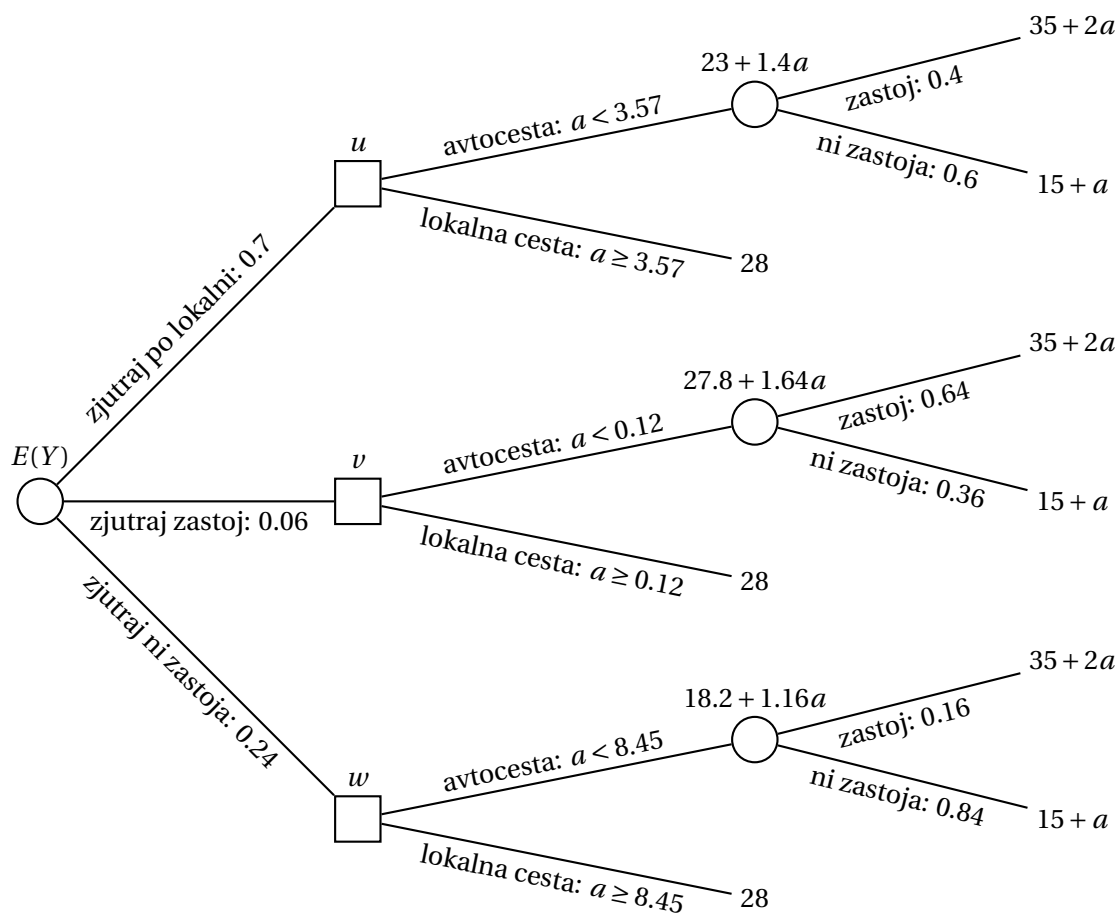 35 + 2a
23 + 1.4a
zastoj: 0.4
avtocesta: a < 3.57
ni zastoja: 0.6
u
15 + a
lokalna cesta: a ≥ 3.57
28
zjutraj po lokalni: 0.7
35 + 2a
27.8 + 1.64a
zastoj: 0.64
avtocesta: a < 0.12
ni zastoja: 0.36
E(Y)
v
15 + a
zjutraj zastoj: 0.06
lokalna cesta: a ≥ 0.12
28
zjutraj ni zastoja: 0.24
35 + 2a
18.2 + 1.16a
zastoj: 0.16
avtocesta: a < 8.45
ni zastoja: 0.84
w
15 + a
lokalna cesta: a ≥ 8.45
28